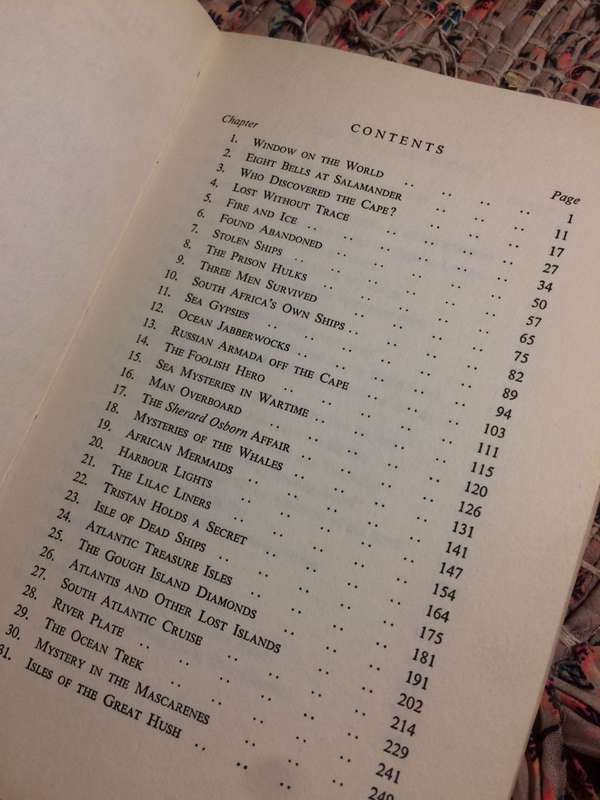 CONTENTS
Chapter Page
1. WINDOW ON THE WORLD 1
2. EIGHT BELLS AT SALAMANDER 11
3. WHO DISCOVERED THE CAPE? 17
4. LOST WITHOUT TRACE 27
5. FIRE AND ICE 34
6. FOUND ABANDONED 50
7. STOLEN SHIPS 57
8. THE PRISON HULKS 65
9. THREE MEN SURVIVED 75
10. SOUTH AFRICA'S OWN SHIPS 82
11. SEA GYPSIES 89
12. OCEAN JABBERWOCKS 94
13. RUSSIAN ARMADA OFF THE CAPE 103
14. THE FOOLISH HERO 111
15. SEA MYSTERIES IN WARTIME 115
16. MAN OVERBOARD 120
17. THE Sherard Osborn AFFAIR 126
18. MYSTERIES OF THE WHALES 131
19. AFRICAN MERMAIDS 141
20. HARBOUR LIGHTS 147
21. THE LILAC LINERS 154
22. TRISTAN HOLDS A SECRET 164
23. ISLE OF DEAD SHIPS 175
24. ATLANTIC TREASURE ISLES 181
25. THE GOUGH ISLAND DIAMONDS 191
26. ATLANTIS AND OTHER LOST ISLANDS 202
27. SOUTH ATLANTIC CRUISE 214
28. RIVER PLATE 229
29. THE OCEAN TREK 241
30. MYSTERY IN THE MASCARENES
31. ISLES OF THE GREAT HUSH